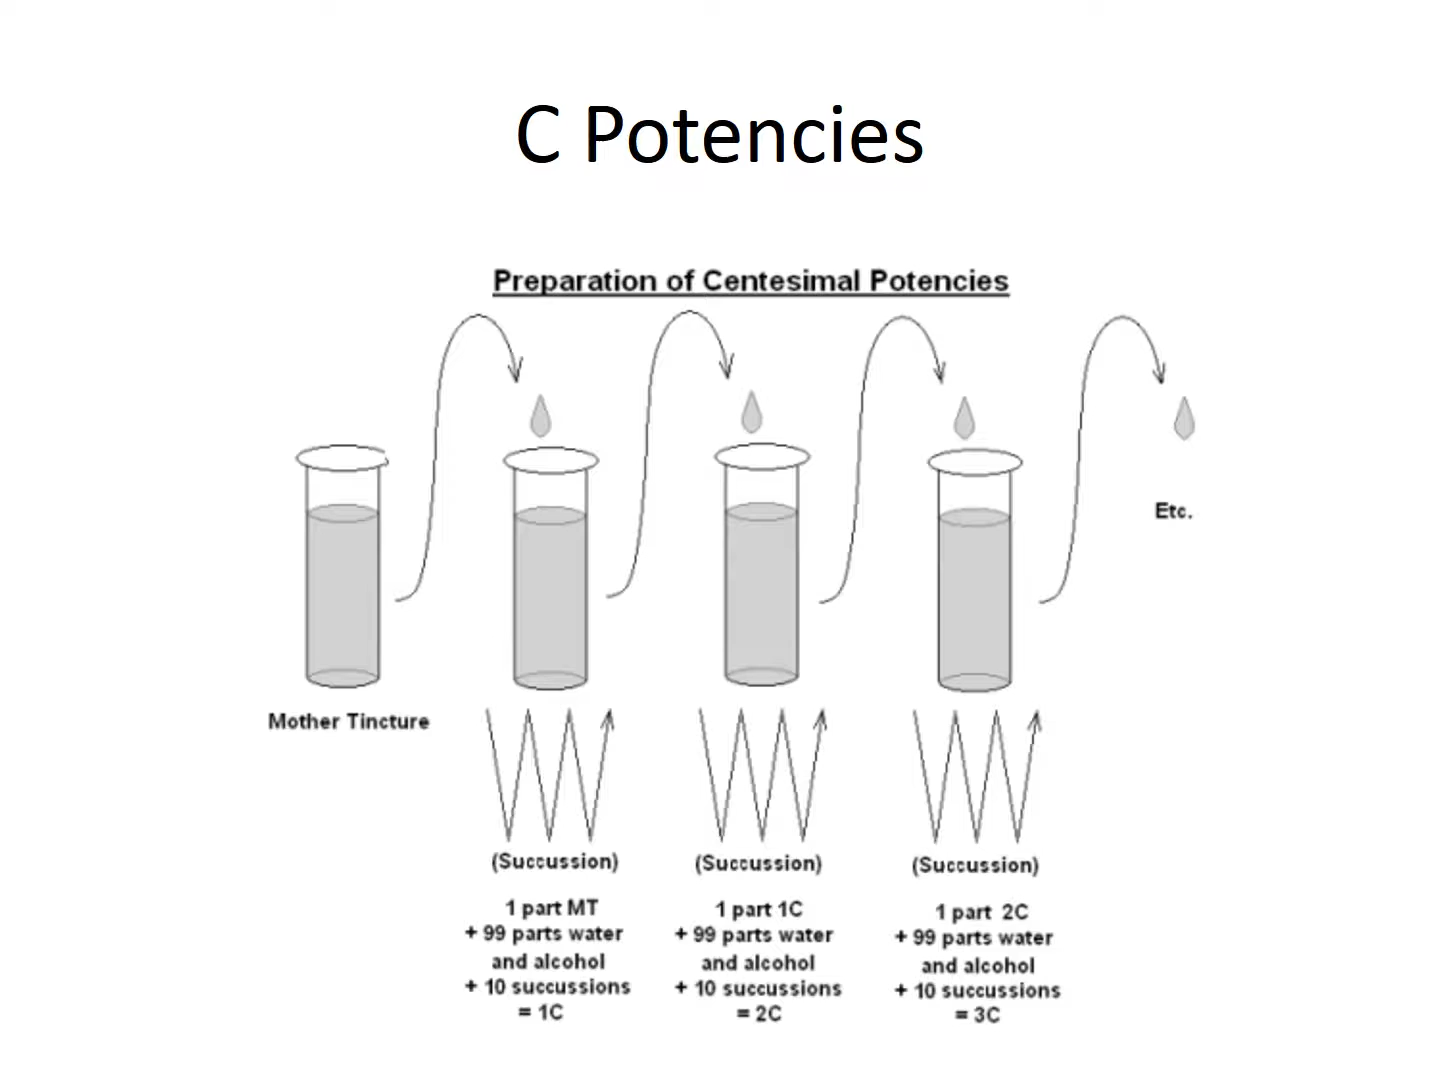 C Potencies
Preparation of Centesimal Potencies
Etc.
Mother Tincture
(Succussion)
1 part MT
+ 99 parts water
and alcohol
+ 10 succussions
= 1C
(Succussion)
1 part 1C
+ 99 parts water
and alcohol
+ 10 succussions
= 2C
(Succussion)
1 part 2C
+ 99 parts water
and alcohol
+ 10 succussions
= 3C